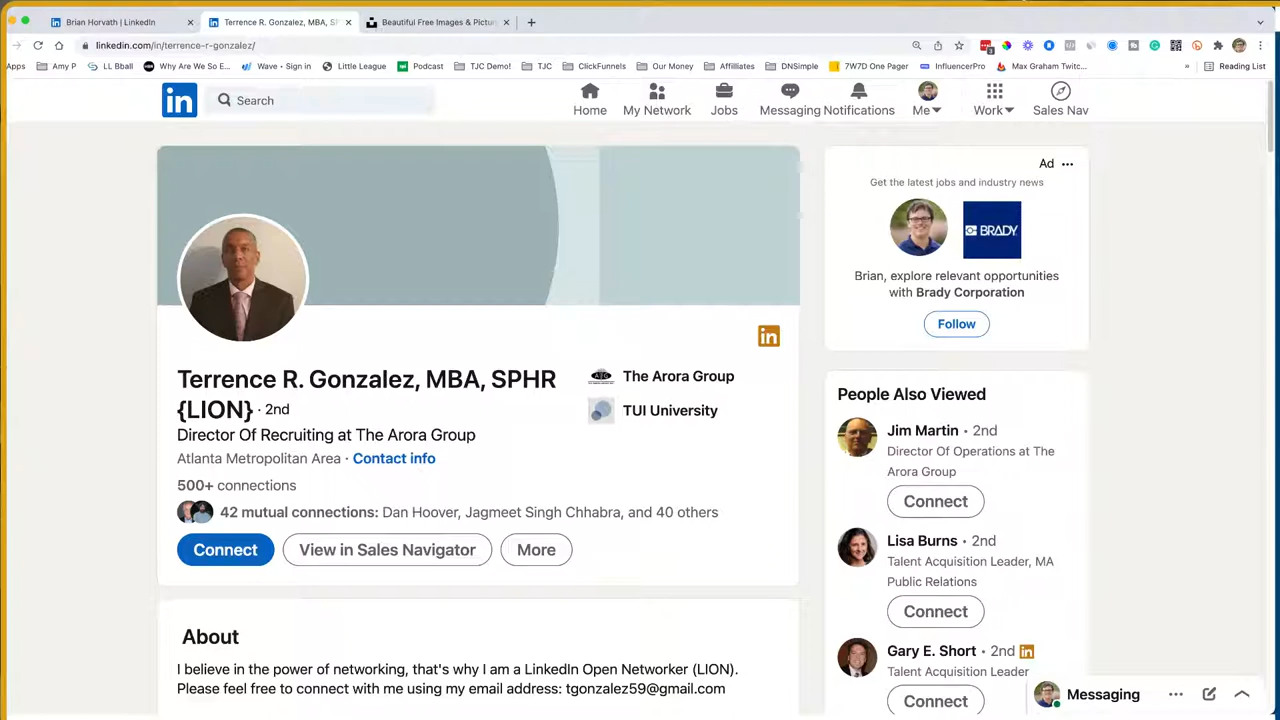 Brian Horvath | LinkedIn
Terrence R. Gonzalez, MBA, SP
Beautiful Free Images & Pictur
linkedin.com/in/terrence-r-gonzalez/
Apps
Amy P
LL Bball
Why Are We So E...
Wave - Sign in
Little League
Podcast
TJC Demo!
TJC
ClickFunnels
Our Money
Affilliates
DNSimple
7W7D One Pager
InfluencerPro
Max Graham Twitc...
»
Reading List
in
Search
Home
My Network
Jobs
Messaging
Notifications
Me
Work
Sales Nav
in
Terrence R. Gonzalez, MBA, SPHR
{LION} · 2nd
Director Of Recruiting at The Arora Group
Atlanta Metropolitan Area · Contact info
500+ connections
42 mutual connections: Dan Hoover, Jagmeet Singh Chhabra, and 40 others
Connect
View in Sales Navigator
More
The Arora Group
TUI University
About
I believe in the power of networking, that's why I am a LinkedIn Open Networker (LION).
Please feel free to connect with me using my email address: tgonzalez59@gmail.com
Ad
Get the latest jobs and industry news
BRADY
Brian, explore relevant opportunities
with Brady Corporation
Follow
People Also Viewed
Jim Martin • 2nd
Director Of Operations at The
Arora Group
Connect
Lisa Burns • 2nd
Talent Acquisition Leader, MA
Public Relations
Connect
Gary E. Short • 2nd in
Talent Acquisition Leader
Connect
Messaging